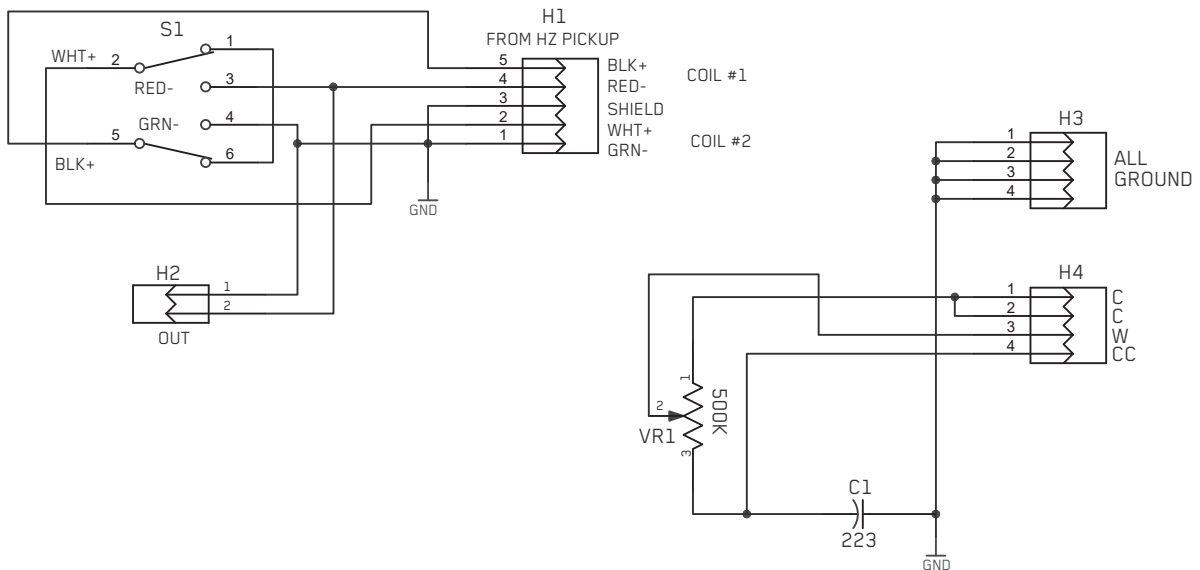 S1
WHT+
2
1
RED-
3
GRN-
4
5
BLK+
6
H1
FROM HZ PICKUP
5
BLK+
4
RED-
3
SHIELD
2
WHT+
1
GRN-
COIL #1
COIL #2
GND
H2
1
2
OUT
H3
1
2
3
4
ALL
GROUND
H4
1
C
2
C
3
W
4
CC
1
2
3
VR1
500K
C1
223
GND